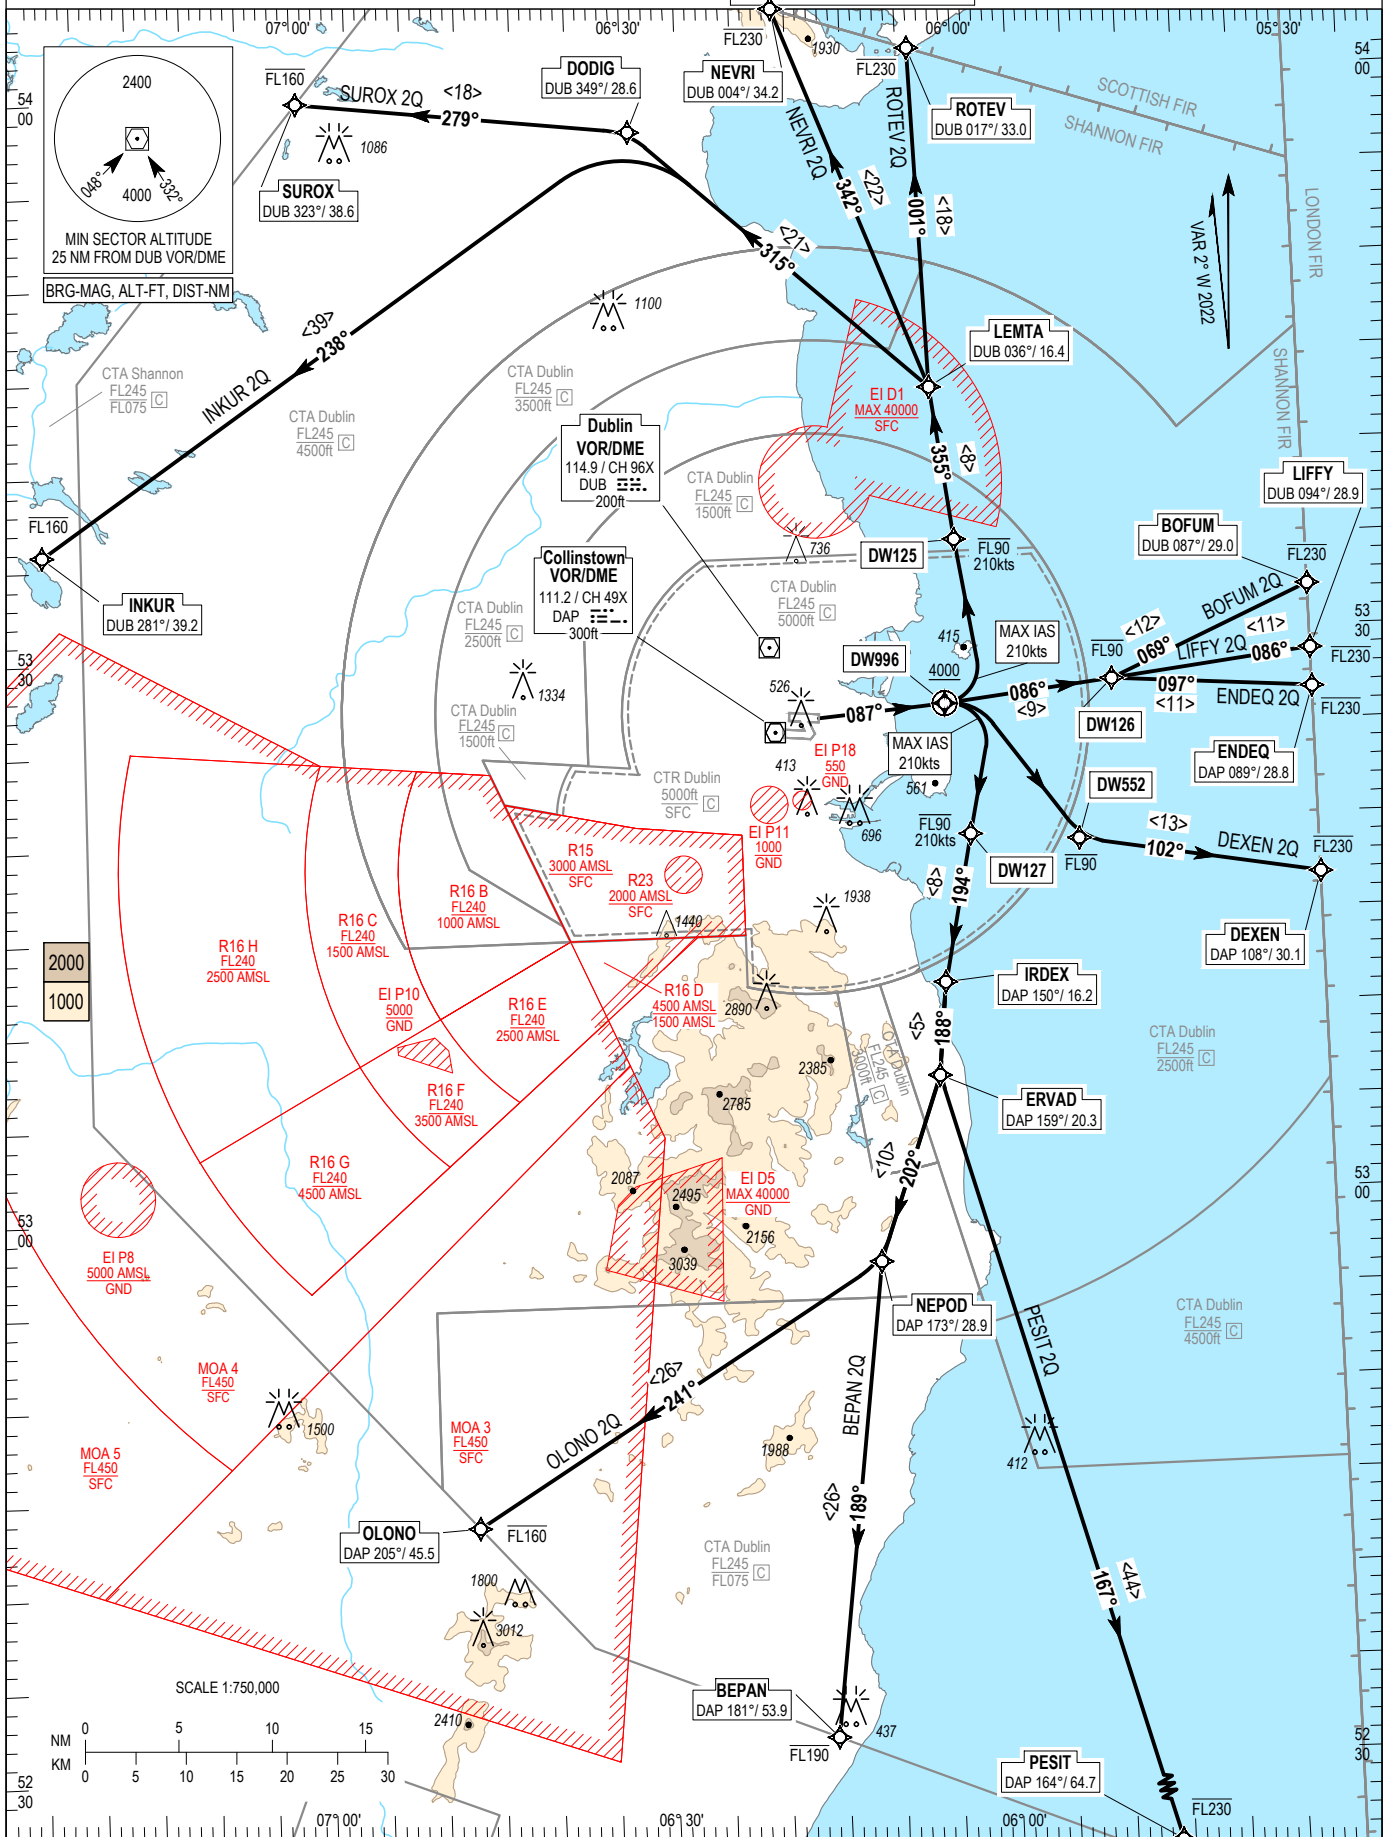 07°00'
06°30'
06°00'
05°30'
54
00
54
00
2400
048°
332°
4000
MIN SECTOR ALTITUDE
25 NM FROM DUB VOR/DME
BRG-MAG, ALT-FT, DIST-NM
FL160
SUROX 2Q
<18>
279°
1086
SUROX
DUB 323°/ 38.6
DODIG
DUB 349°/ 28.6
FL230
NEVRI
DUB 004°/ 34.2
1930
FL230
ROTEV
DUB 017°/ 33.0
SCOTTISH FIR
SHANNON FIR
LONDON FIR
SHANNON FIR
VAR 2° W 2022
NEVRI 2Q
342°
<22>
ROTEV 2Q
001°
<18>
<21>
315°
1100
<39>
238°
INKUR 2Q
CTA Shannon
FL245
FL075
C
CTA Dublin
FL245
4500ft
C
CTA Dublin
FL245
3500ft
C
LEMTA
DUB 036°/ 16.4
EI D1
MAX 40000
SFC
355°
<8>
Dublin
VOR/DME
114.9 / CH 96X
DUB
200ft
CTA Dublin
FL245
1500ft
C
LIFFY
DUB 094°/ 28.9
BOFUM
DUB 087°/ 29.0
FL230
FL160
INKUR
DUB 281°/ 39.2
Collinstown
VOR/DME
111.2 / CH 49X
DAP
300ft
736
DW125
FL90
210kts
CTA Dublin
FL245
2500ft
C
CTA Dublin
FL245
5000ft
C
53
30
53
30
1334
415
MAX IAS
210kts
DW996
4000
FL90
<12>
069°
BOFUM 2Q
LIFFY 2Q
<11>
086°
FL230
086°
<9>
097°
<11>
ENDEQ 2Q
FL230
DW126
526
087°
CTA Dublin
FL245
1500ft
C
MAX IAS
210kts
ENDEQ
DAP 089°/ 28.8
EI P18
550
GND
413
561
CTR Dublin
5000ft
SFC
C
DW552
696
FL90
210kts
EI P11
1000
GND
DW127
FL90
<13>
102°
DEXEN 2Q
FL230
R15
3000 AMSL
SFC
R23
2000 AMSL
SFC
R16 B
FL240
1000 AMSL
<8>
194°
1938
1440
DEXEN
DAP 108°/ 30.1
R16 C
FL240
1500 AMSL
R16 H
FL240
2500 AMSL
2000
1000
IRDEX
DAP 150°/ 16.2
EI P10
5000
GND
R16 E
FL240
2500 AMSL
R16 D
4500 AMSL
1500 AMSL
2890
<5>
188°
CTA Dublin
FL245
3000ft
C
CTA Dublin
FL245
2500ft
C
2385
2785
ERVAD
DAP 159°/ 20.3
R16 F
FL240
3500 AMSL
R16 G
FL240
4500 AMSL
<10>
202°
EI D5
MAX 40000
GND
2087
2495
2156
3039
53
00
53
00
EI P8
5000 AMSL
GND
NEPOD
DAP 173°/ 28.9
CTA Dublin
FL245
4500ft
C
PESIT 2Q
BEPAN 2Q
MOA 4
FL450
SFC
<26>
241°
OLONO 2Q
1500
MOA 3
FL450
SFC
1988
412
MOA 5
FL450
SFC
<26>
189°
OLONO
DAP 205°/ 45.5
FL160
CTA Dublin
FL245
FL075
C
1800
3012
167°
<44>
SCALE 1:750,000
BEPAN
DAP 181°/ 53.9
437
FL190
2410
NM
0
5
10
15
KM
0
5
10
15
20
25
30
52
30
52
30
PESIT
DAP 164°/ 64.7
FL230
07°00'
06°30'
06°00'